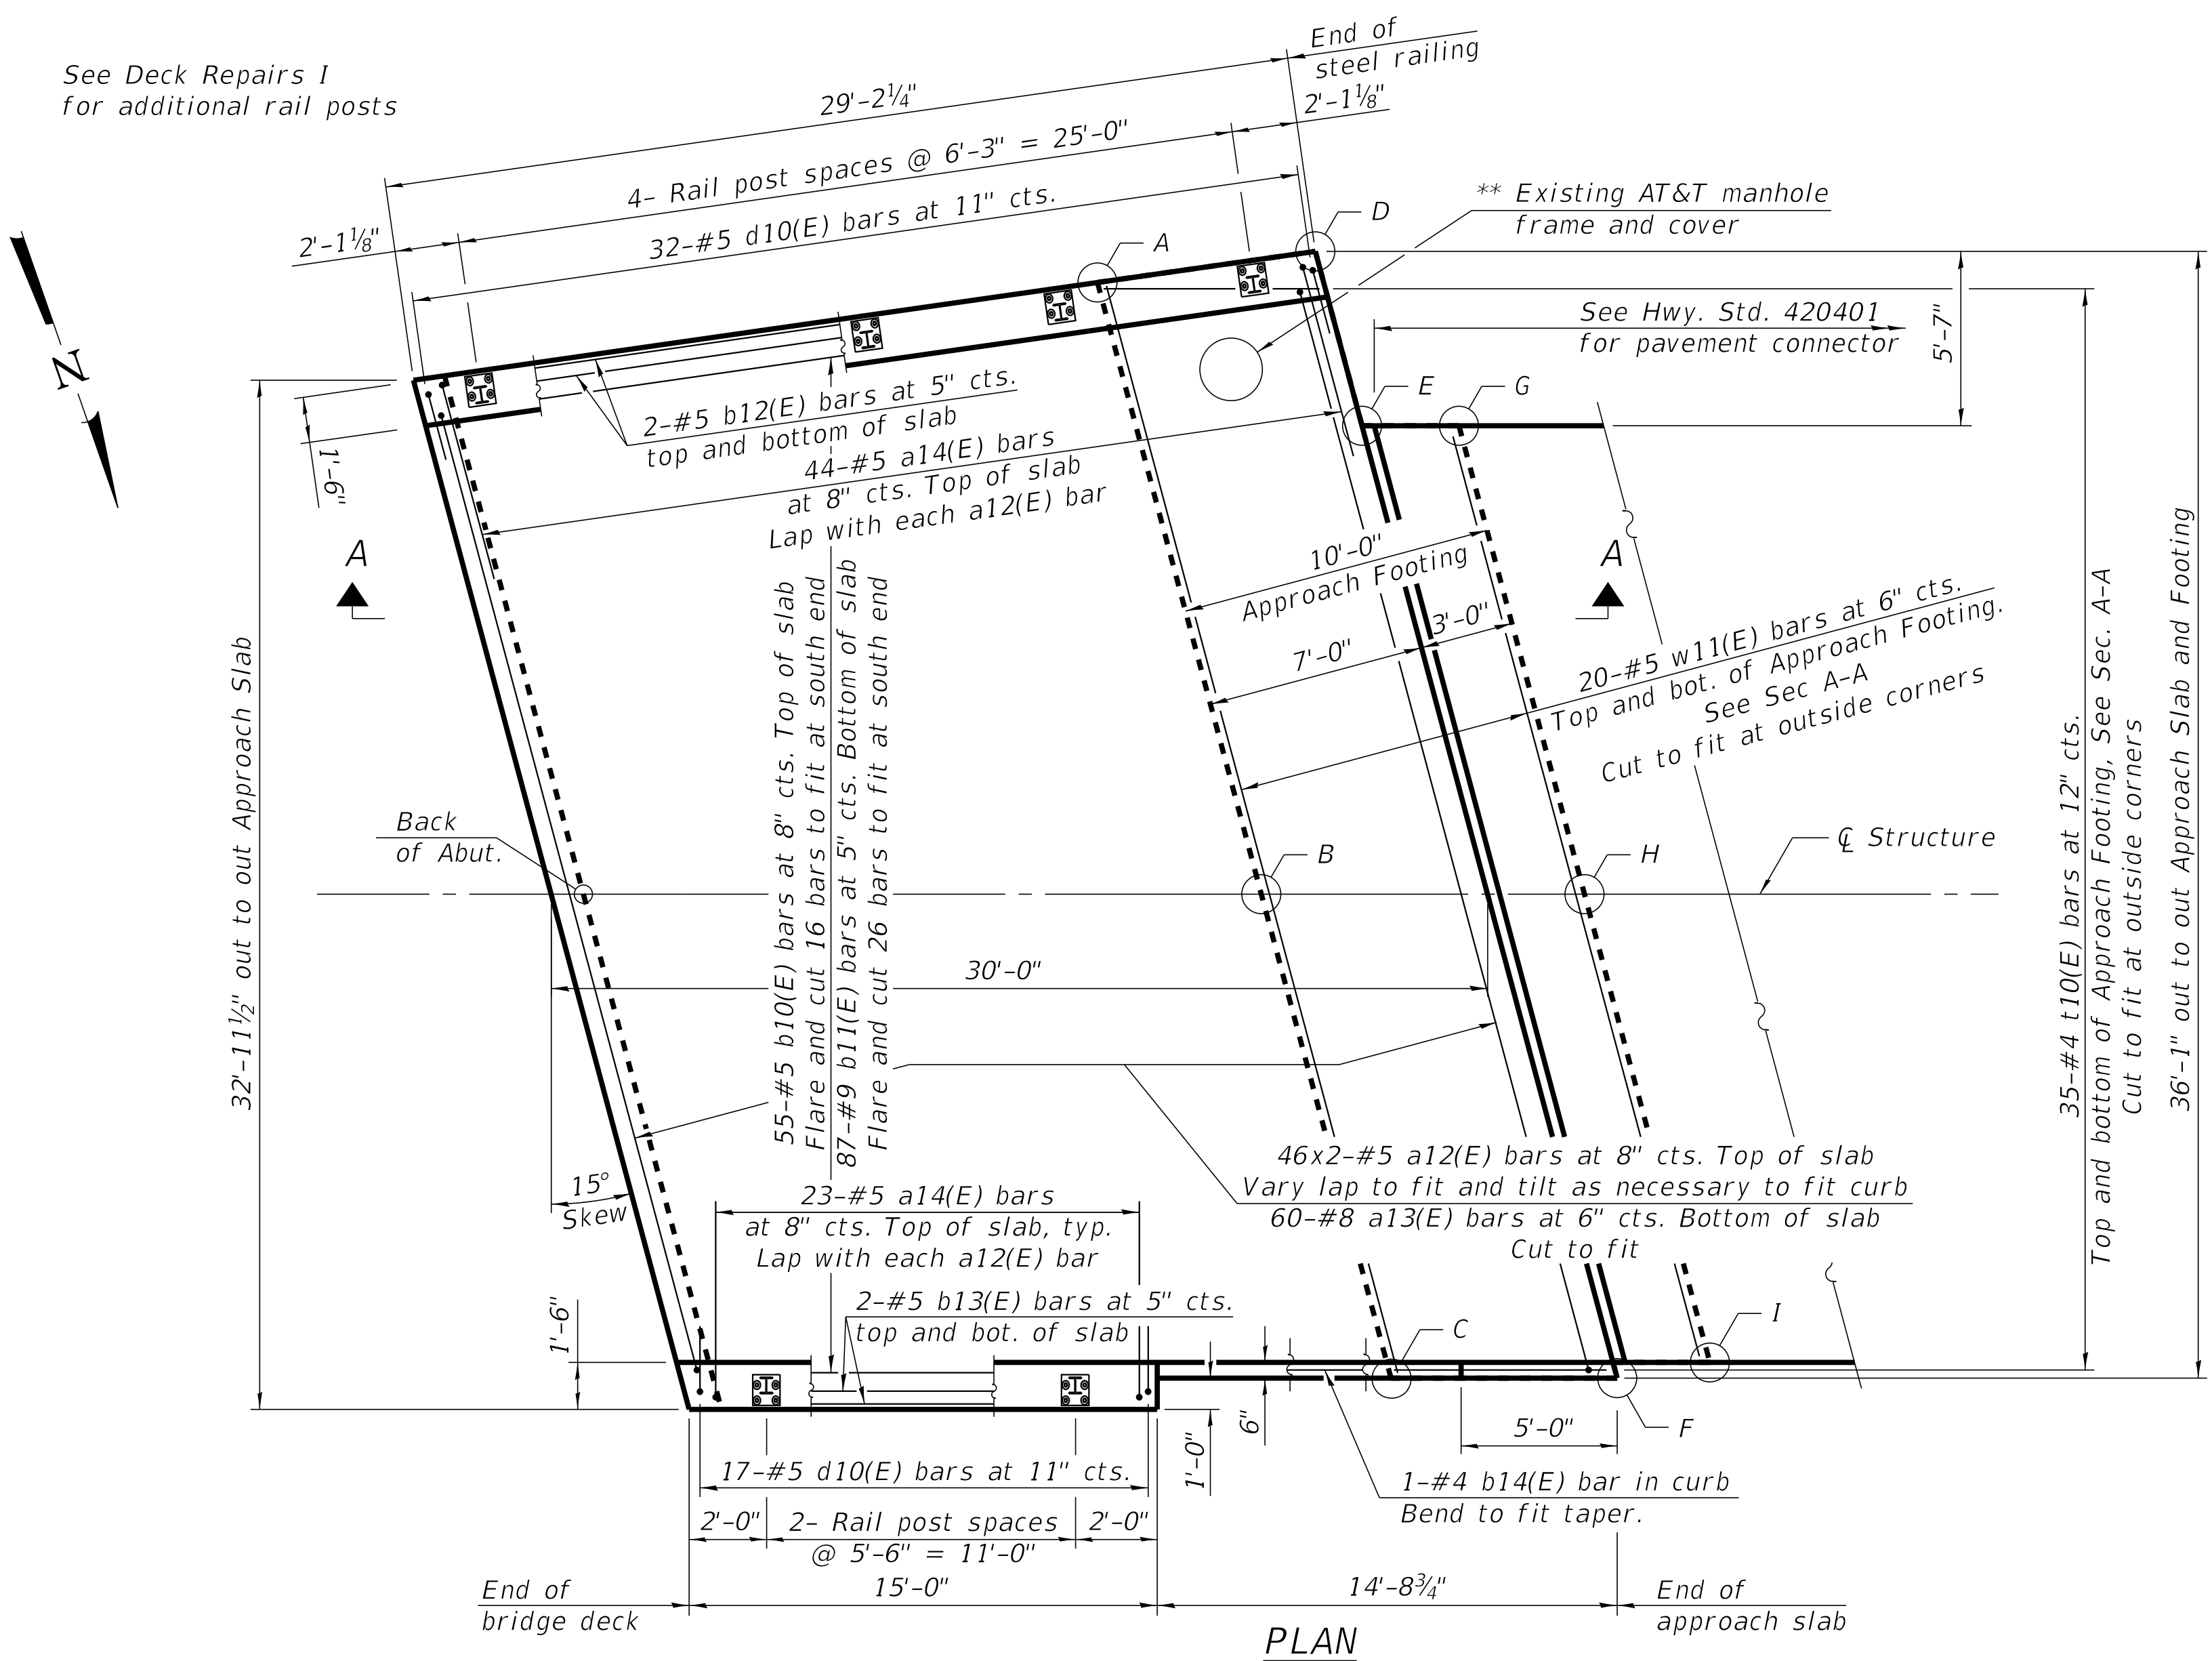 See Deck Repairs I
for additional rail posts
End of
steel railing
29'-2¼"
2'-1⅛"
4- Rail post spaces @ 6'-3" = 25'-0"
2'-1⅛"
32-#5 d10(E) bars at 11" cts.
** Existing AT&T manhole
frame and cover
D
A
N
See Hwy. Std. 420401
for pavement connector
5'-7"
E
G
2-#5 b12(E) bars at 5" cts.
top and bottom of slab
1'-6"
44-#5 a14(E) bars
at 8" cts. Top of slab
Lap with each a12(E) bar
A
A
10'-0"
Approach Footing
3'-0"
7'-0"
20-#5 w11(E) bars at 6" cts.
Top and bot. of Approach Footing.
See Sec A-A
Cut to fit at outside corners
32'-11½" out to out Approach Slab
55-#5 b10(E) bars at 8" cts. Top of slab
Flare and cut 16 bars to fit at south end
87-#9 b11(E) bars at 5" cts. Bottom of slab
Flare and cut 26 bars to fit at south end
35-#4 t10(E) bars at 12" cts.
Top and bottom of Approach Footing, See Sec. A-A
Cut to fit at outside corners
36'-1" out to out Approach Slab and Footing
Back
of Abut.
B
H
℄ Structure
30'-0"
15°
Skew
46x2-#5 a12(E) bars at 8" cts. Top of slab
Vary lap to fit and tilt as necessary to fit curb
60-#8 a13(E) bars at 6" cts. Bottom of slab
Cut to fit
23-#5 a14(E) bars
at 8" cts. Top of slab, typ.
Lap with each a12(E) bar
1'-6"
2-#5 b13(E) bars at 5" cts.
top and bot. of slab
C
I
F
6"
1'-0"
5'-0"
17-#5 d10(E) bars at 11" cts.
1-#4 b14(E) bar in curb
Bend to fit taper.
2'-0"
2- Rail post spaces
@ 5'-6" = 11'-0"
2'-0"
End of
bridge deck
15'-0"
14'-8¾"
End of
approach slab
PLAN